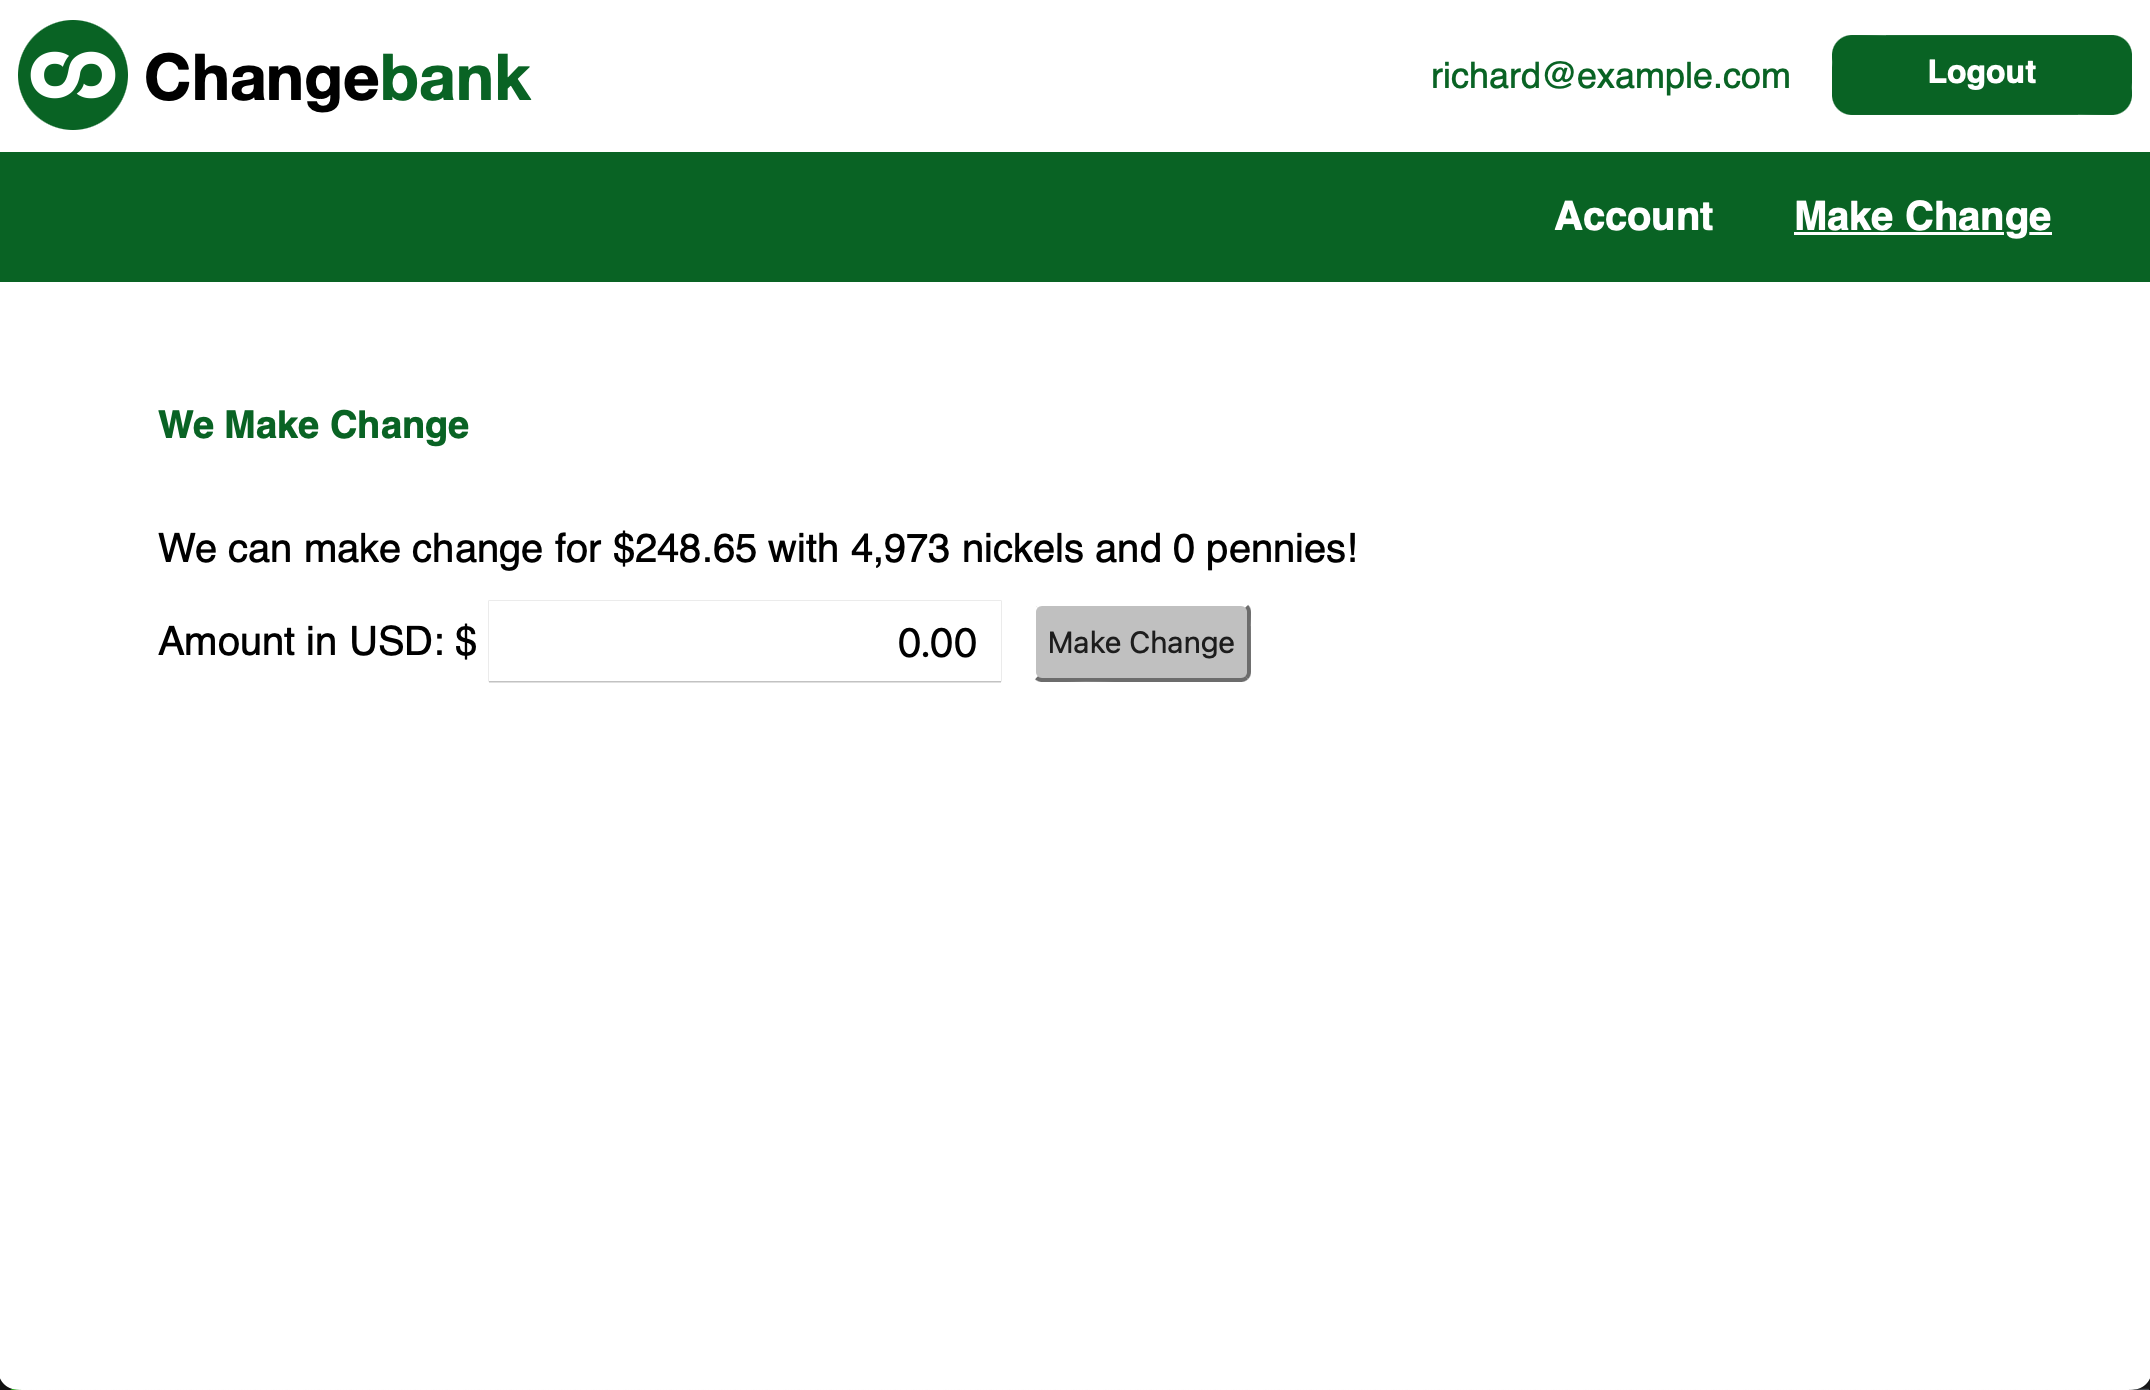 Changebank
richard@example.com
Logout
Account
Make Change
We Make Change
We can make change for $248.65 with 4,973 nickels and 0 pennies!
Amount in USD: $ 0.00 Make Change